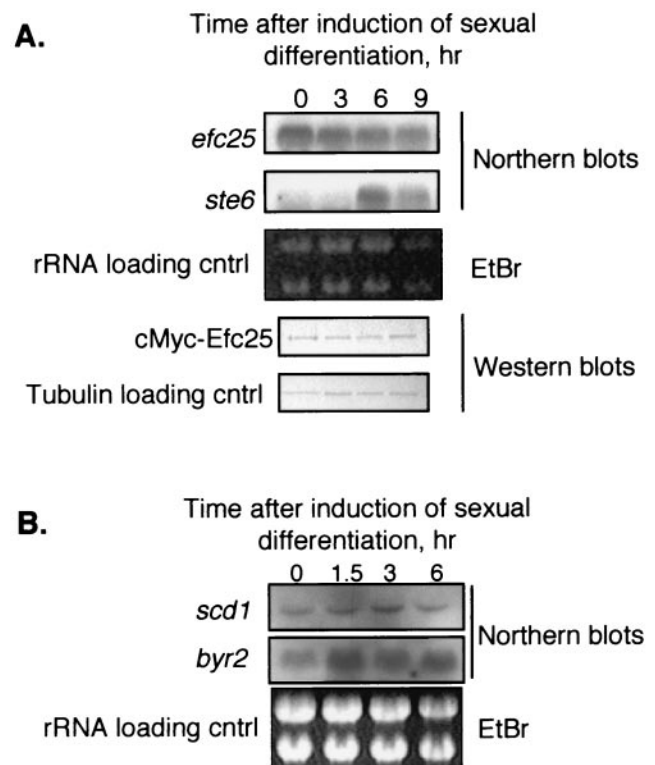 A.
Time after induction of sexual
differentiation, hr
0 3 6 9
efc25
Northern blots
ste6
rRNA loading cntrl
EtBr
cMyc-Efc25
Western blots
Tubulin loading cntrl
B.
Time after induction of sexual
differentiation, hr
0 1.5 3 6
scd1
Northern blots
byr2
rRNA loading cntrl
EtBr